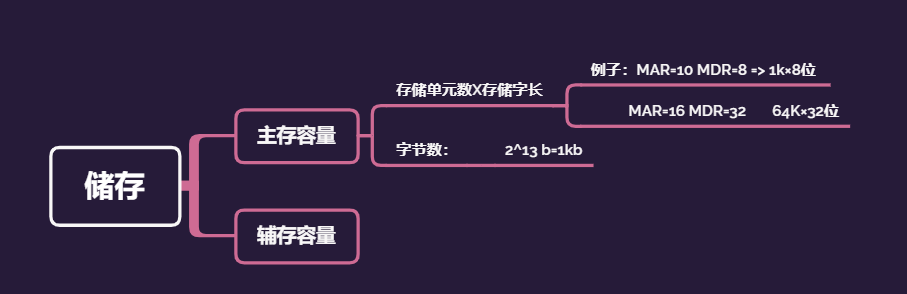 储存
主存容量
存储单元数X存储字长
例子：MAR=10 MDR=8 => 1k×8位
MAR=16 MDR=32 64K×32位
字节数： 2^13 b=1kb
辅存容量